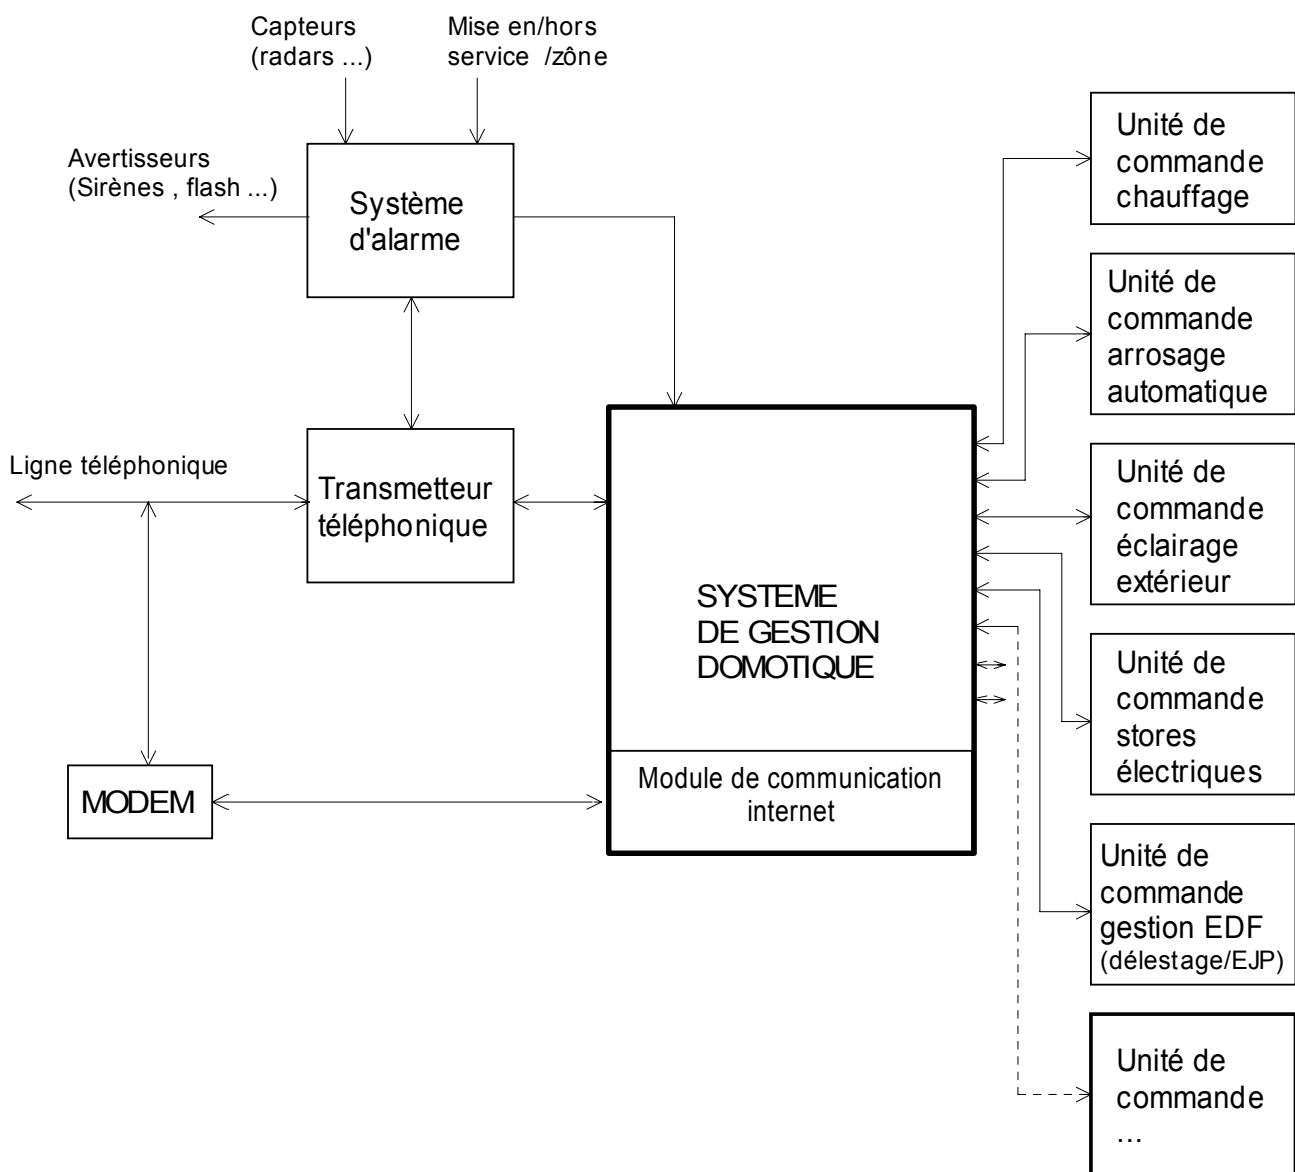 Capteurs
(radars ...)
Mise en/hors
service /zône
Avertisseurs
(Sirènes , flash ...)
Système
d'alarme
Ligne téléphonique
Transmetteur
téléphonique
MODEM
SYSTEME
DE GESTION
DOMOTIQUE
Module de communication
internet
Unité de
commande
chauffage
Unité de
commande
arrosage
automatique
Unité de
commande
éclairage
extérieur
Unité de
commande
stores
électriques
Unité de
commande
gestion EDF
(délestage/EJP)
Unité de
commande
...